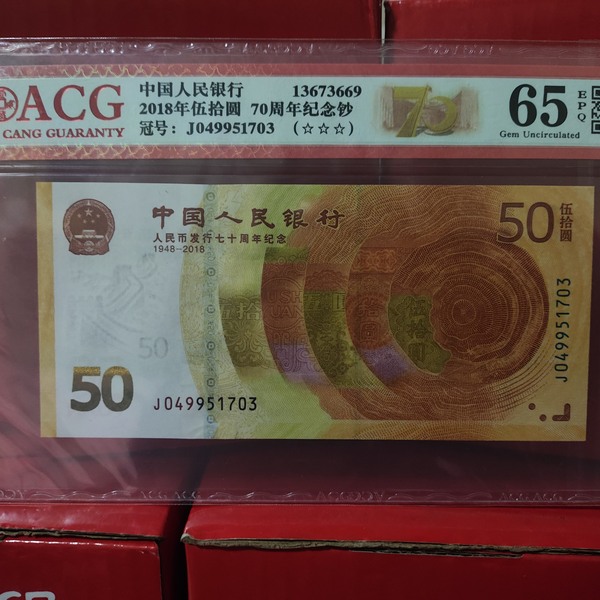 ACG
CANG GUARANTY
中国人民银行 13673669
2018年伍拾圆 70周年纪念钞
冠号: J049951703 (☆☆☆)
70
65
EPQ
Gem Uncirculated
中国人民银行
人民币发行七十周年纪念
1948-2018
50
伍拾圆
50
50
J049951703
J049951703